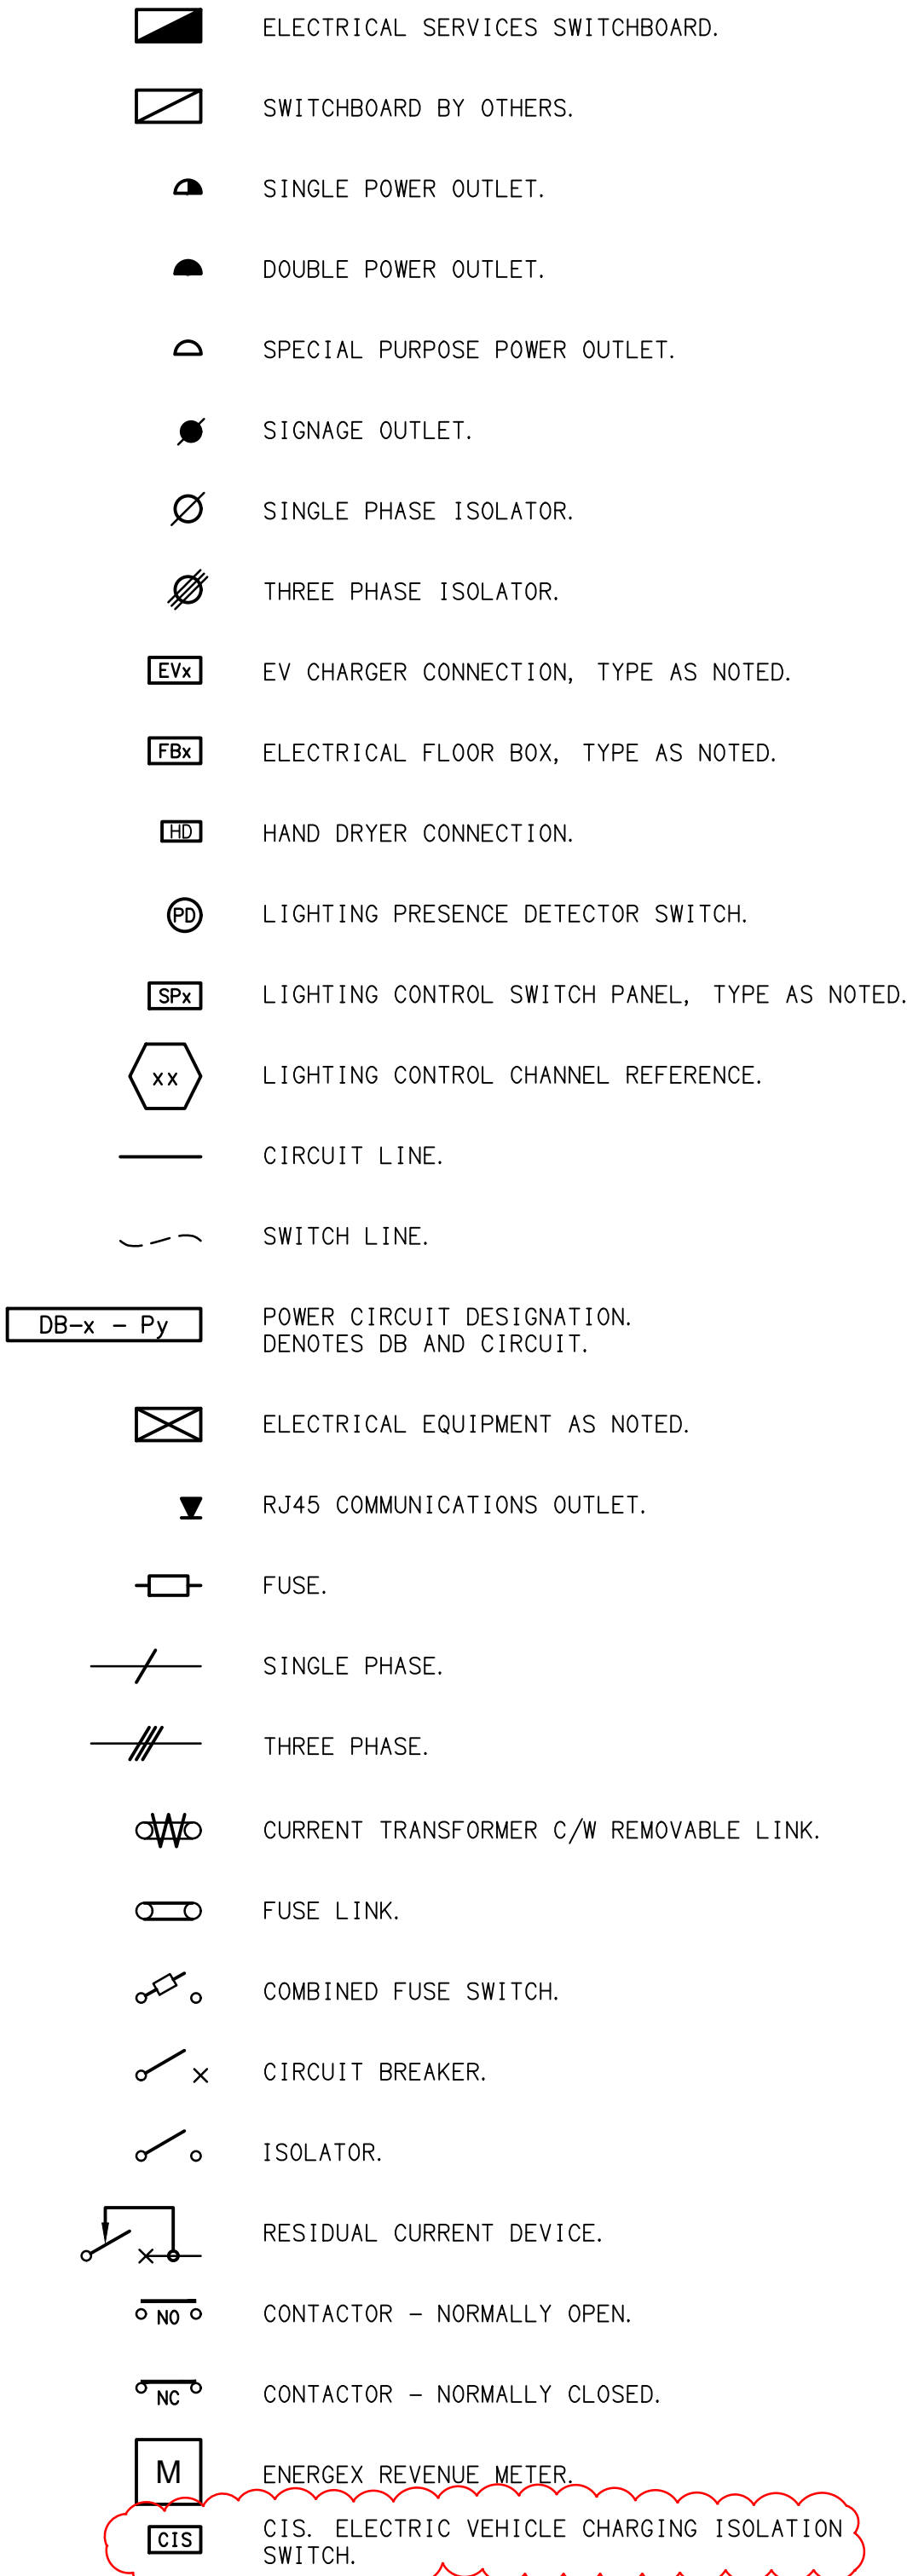 ELECTRICAL SERVICES SWITCHBOARD.
SWITCHBOARD BY OTHERS.
SINGLE POWER OUTLET.
DOUBLE POWER OUTLET.
SPECIAL PURPOSE POWER OUTLET.
SIGNAGE OUTLET.
SINGLE PHASE ISOLATOR.
THREE PHASE ISOLATOR.
EVx EV CHARGER CONNECTION, TYPE AS NOTED.
FBx ELECTRICAL FLOOR BOX, TYPE AS NOTED.
HD HAND DRYER CONNECTION.
PD LIGHTING PRESENCE DETECTOR SWITCH.
SPx LIGHTING CONTROL SWITCH PANEL, TYPE AS NOTED.
xx LIGHTING CONTROL CHANNEL REFERENCE.
CIRCUIT LINE.
SWITCH LINE.
DB-x - Py POWER CIRCUIT DESIGNATION.
DENOTES DB AND CIRCUIT.
ELECTRICAL EQUIPMENT AS NOTED.
RJ45 COMMUNICATIONS OUTLET.
FUSE.
SINGLE PHASE.
THREE PHASE.
CURRENT TRANSFORMER C/W REMOVABLE LINK.
FUSE LINK.
COMBINED FUSE SWITCH.
CIRCUIT BREAKER.
ISOLATOR.
RESIDUAL CURRENT DEVICE.
NO CONTACTOR - NORMALLY OPEN.
NC CONTACTOR - NORMALLY CLOSED.
M ENERGEX REVENUE METER.
CIS CIS. ELECTRIC VEHICLE CHARGING ISOLATION
SWITCH.